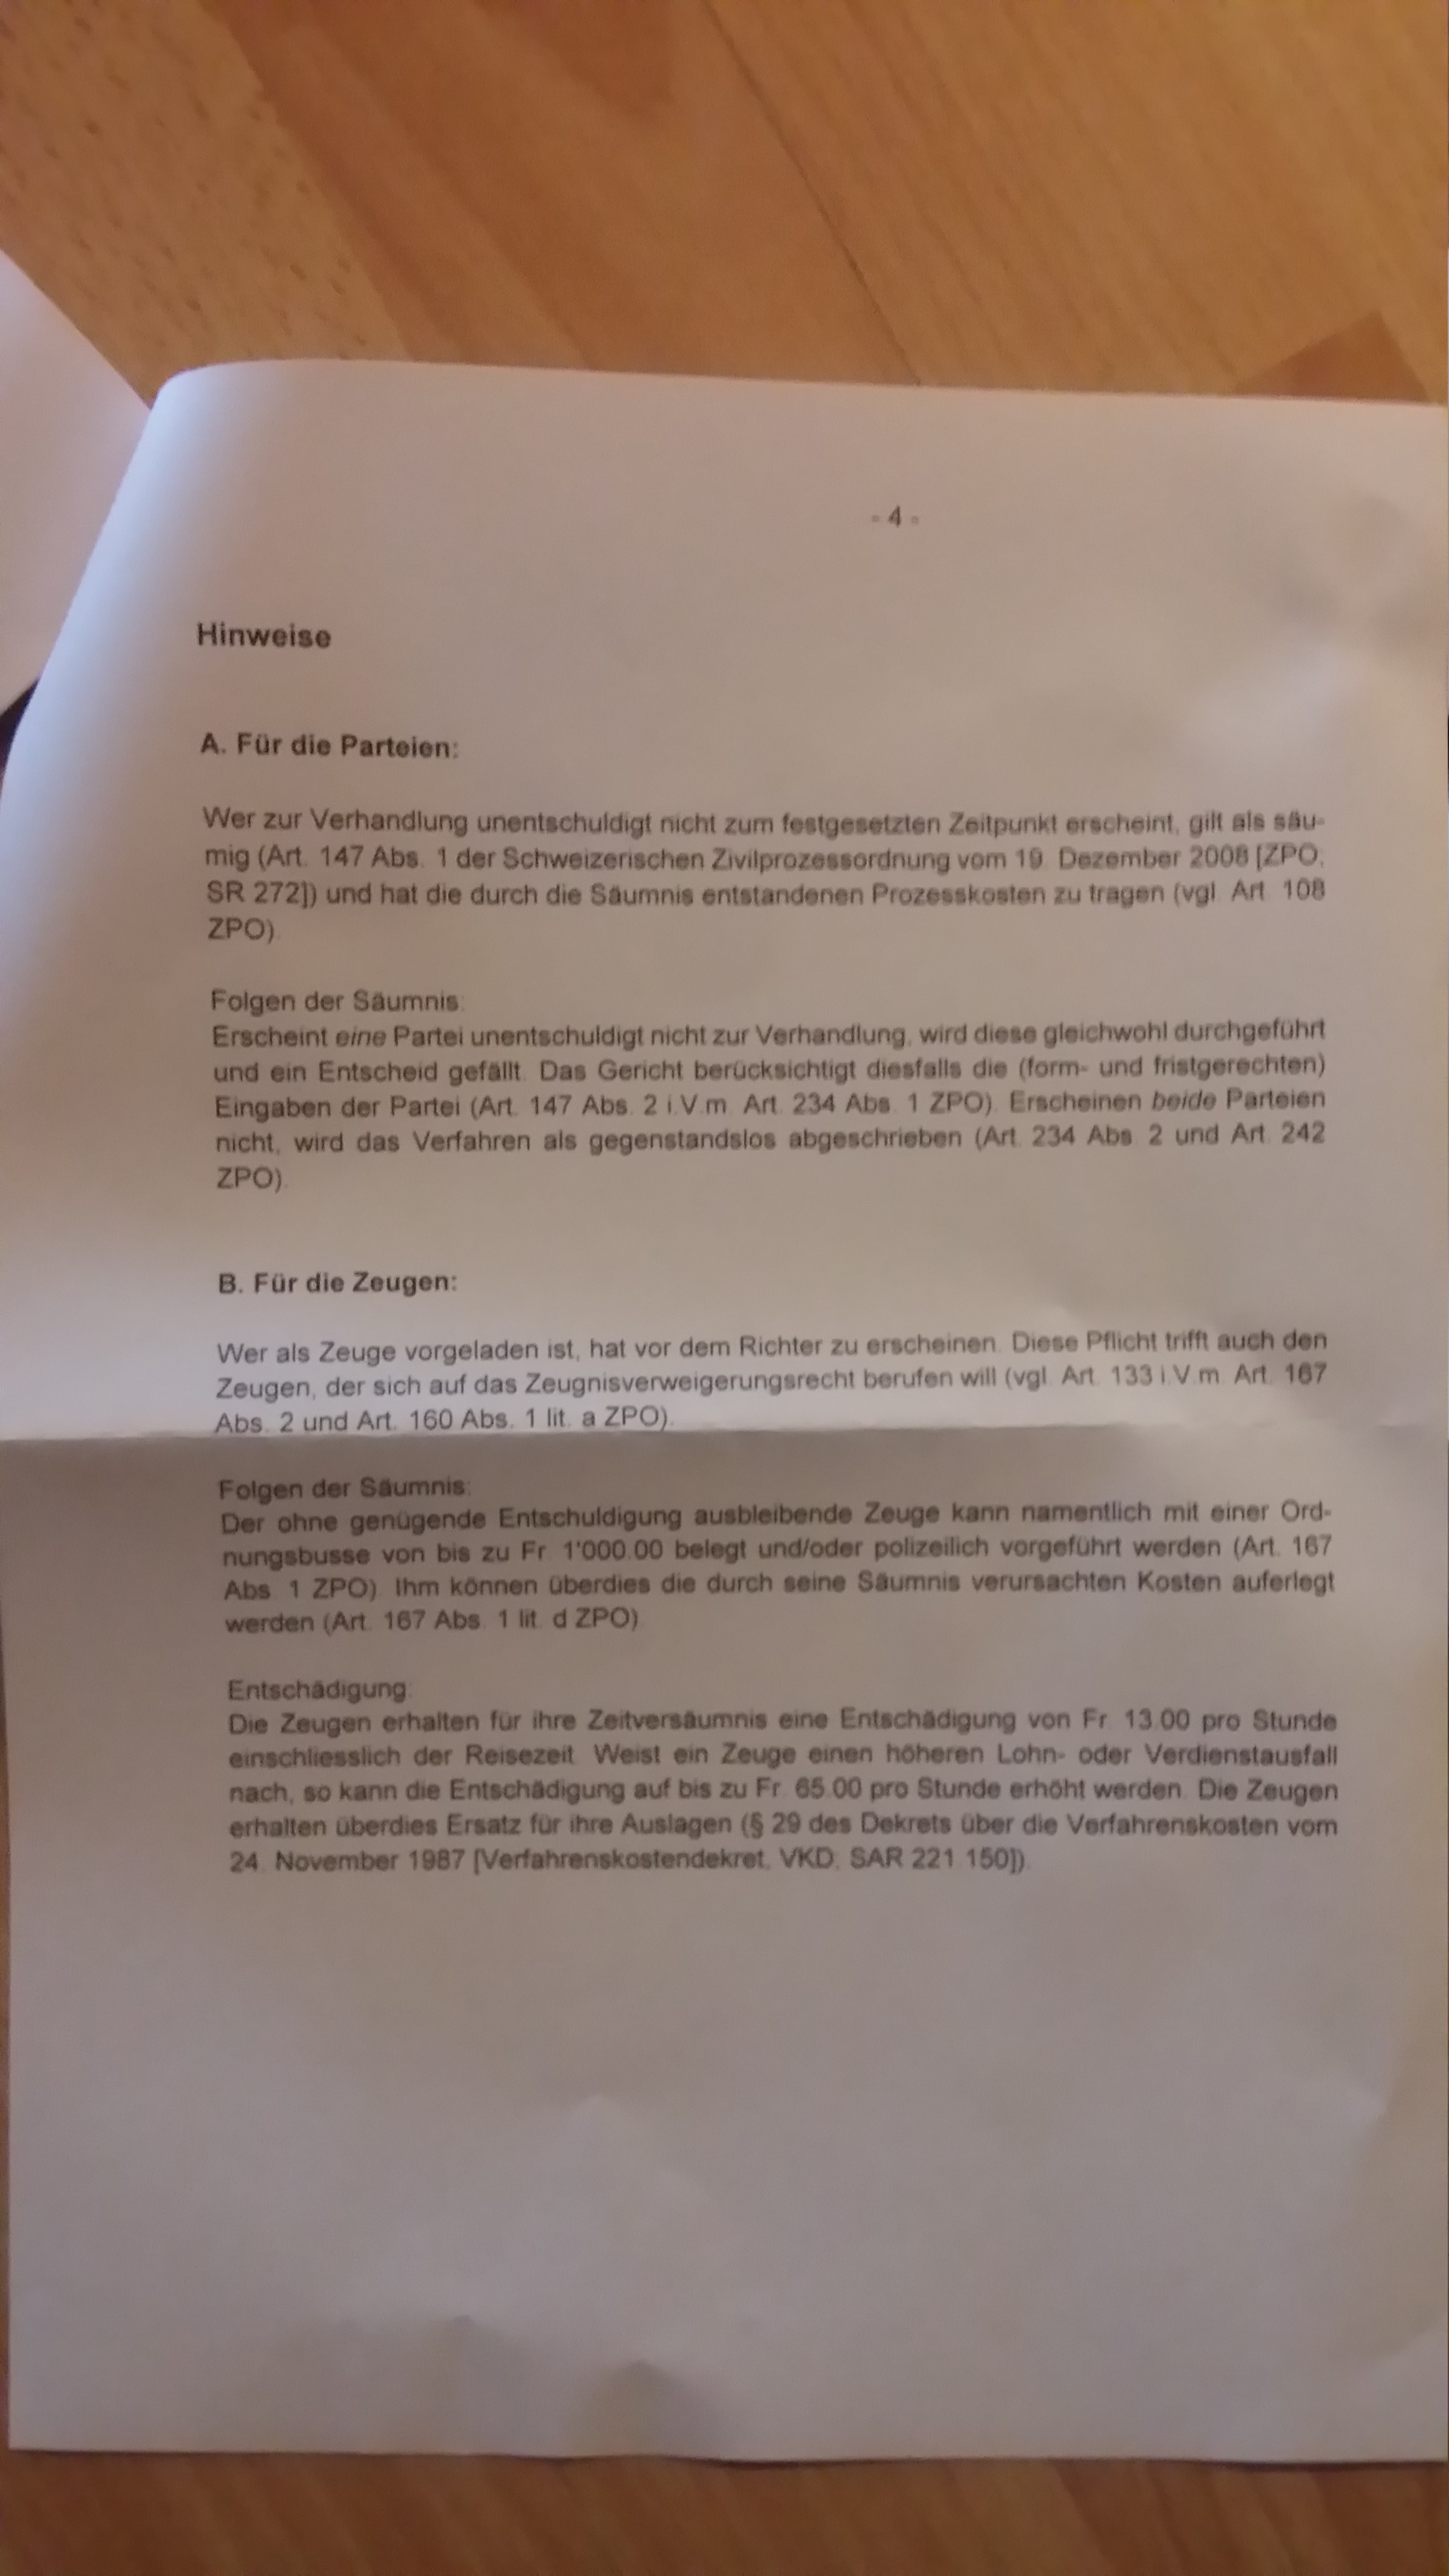 - 4 -
Hinweise
A. Für die Parteien:
Wer zur Verhandlung unentschuldigt nicht zum festgesetzten Zeitpunkt erscheint, gilt als säu-
mig (Art. 147 Abs. 1 der Schweizerischen Zivilprozessordnung vom 19. Dezember 2008 [ZPO,
SR 272]) und hat die durch die Säumnis entstandenen Prozesskosten zu tragen (vgl. Art. 108
ZPO).
Folgen der Säumnis:
Erscheint eine Partei unentschuldigt nicht zur Verhandlung, wird diese gleichwohl durchgeführt
und ein Entscheid gefällt. Das Gericht berücksichtigt diesfalls die (form- und fristgerechten)
Eingaben der Partei (Art. 147 Abs. 2 i.V.m. Art. 234 Abs. 1 ZPO). Erscheinen beide Parteien
nicht, wird das Verfahren als gegenstandslos abgeschrieben (Art. 234 Abs. 2 und Art. 242
ZPO).
B. Für die Zeugen:
Wer als Zeuge vorgeladen ist, hat vor dem Richter zu erscheinen. Diese Pflicht trifft auch den
Zeugen, der sich auf das Zeugnisverweigerungsrecht berufen will (vgl. Art. 133 i.V.m. Art. 167
Abs. 2 und Art. 160 Abs. 1 lit. a ZPO).
Folgen der Säumnis:
Der ohne genügende Entschuldigung ausbleibende Zeuge kann namentlich mit einer Ord-
nungsbusse von bis zu Fr. 1'000.00 belegt und/oder polizeilich vorgeführt werden (Art. 167
Abs. 1 ZPO). Ihm können überdies die durch seine Säumnis verursachten Kosten auferlegt
werden (Art. 167 Abs. 1 lit. d ZPO).
Entschädigung:
Die Zeugen erhalten für ihre Zeitversäumnis eine Entschädigung von Fr. 13.00 pro Stunde
einschliesslich der Reisezeit. Weist ein Zeuge einen höheren Lohn- oder Verdienstausfall
nach, so kann die Entschädigung auf bis zu Fr. 65.00 pro Stunde erhöht werden. Die Zeugen
erhalten überdies Ersatz für ihre Auslagen (§ 29 des Dekrets über die Verfahrenskosten vom
24. November 1987 [Verfahrenskostendekret, VKD; SAR 221.150]).